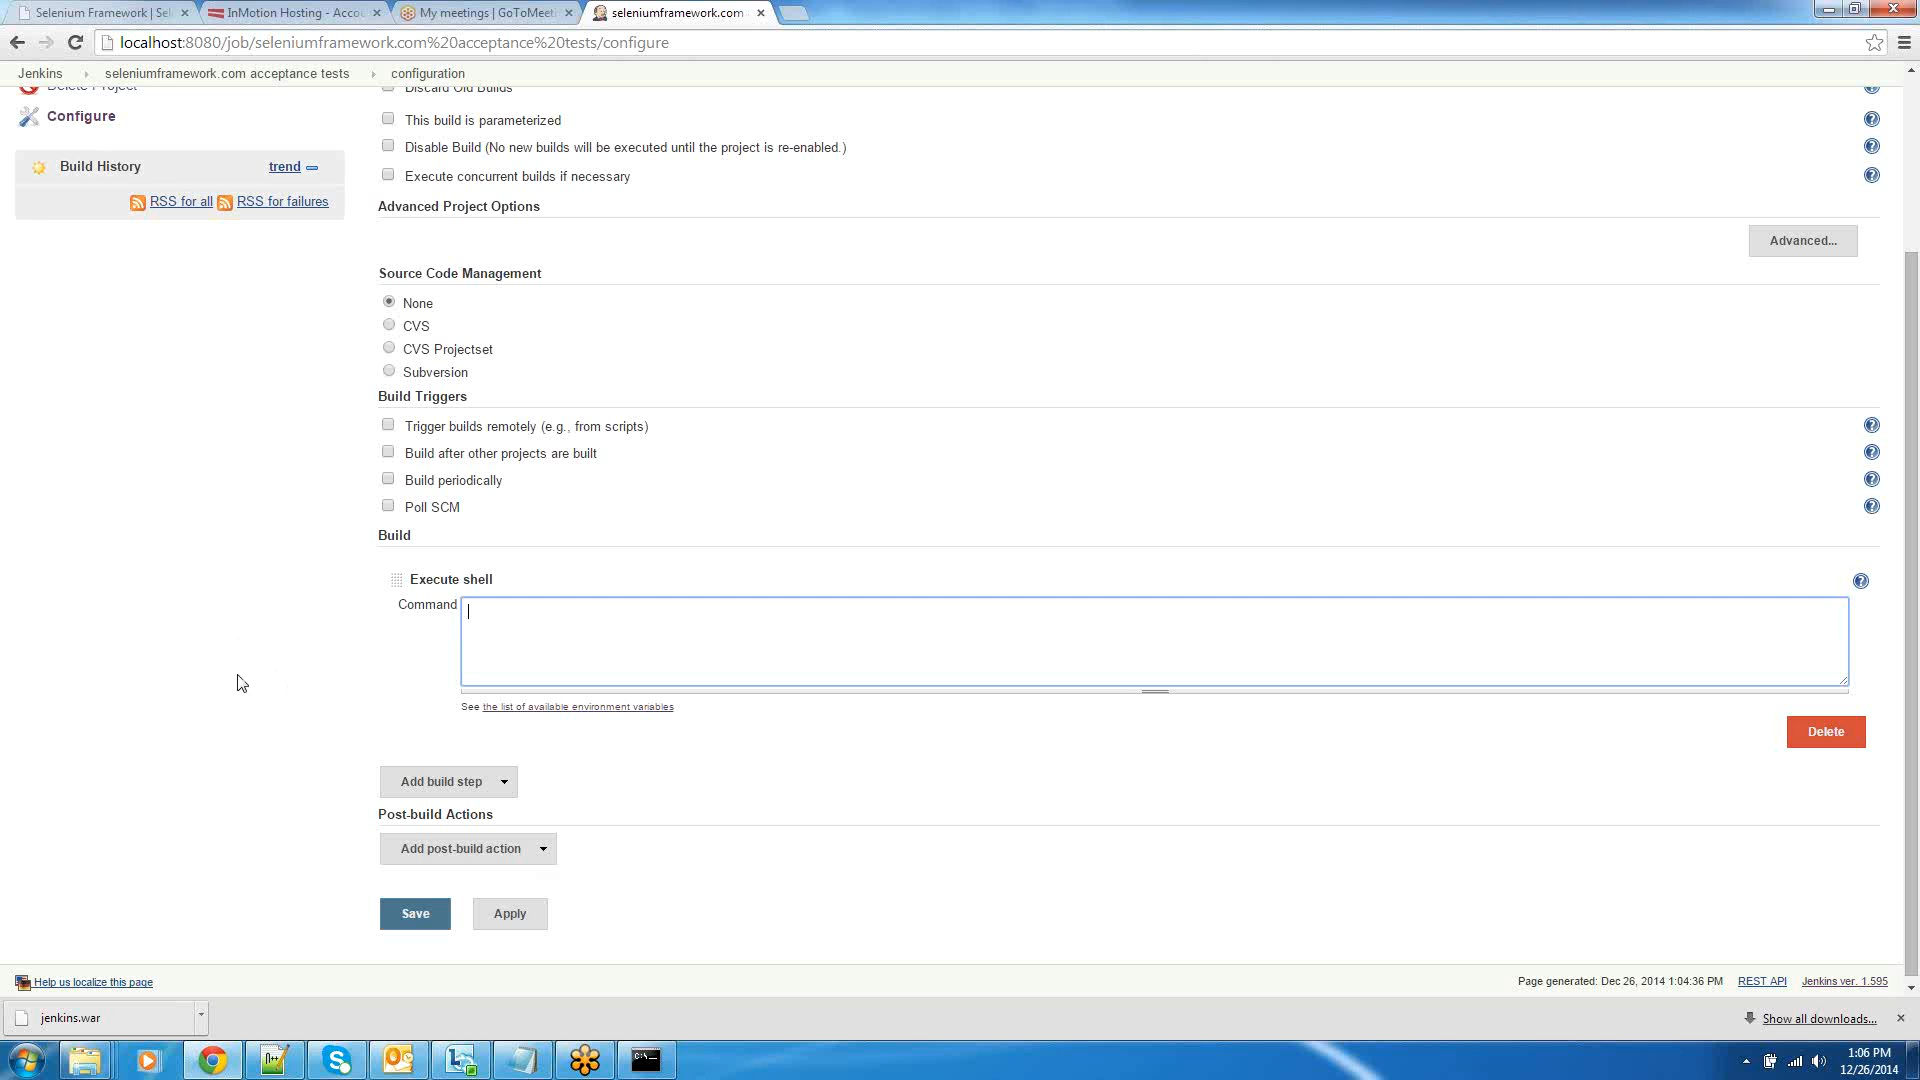 Selenium Framework | Sel
InMotion Hosting - Accou
My meetings | GoToMeeti
seleniumframework.com
localhost:8080/job/seleniumframework.com%20acceptance%20tests/configure
Jenkins
seleniumframework.com acceptance tests
configuration
Delete Project
Configure
Build History
trend
RSS for all
RSS for failures
Discard Old Builds
This build is parameterized
Disable Build (No new builds will be executed until the project is re-enabled.)
Execute concurrent builds if necessary
Advanced Project Options
Advanced...
Source Code Management
None
CVS
CVS Projectset
Subversion
Build Triggers
Trigger builds remotely (e.g., from scripts)
Build after other projects are built
Build periodically
Poll SCM
Build
Execute shell
Command
See the list of available environment variables
Delete
Add build step
Post-build Actions
Add post-build action
Save
Apply
Help us localize this page
Page generated: Dec 26, 2014 1:04:36 PM
REST API
Jenkins ver. 1.595
jenkins.war
Show all downloads...
1:06 PM
12/26/2014